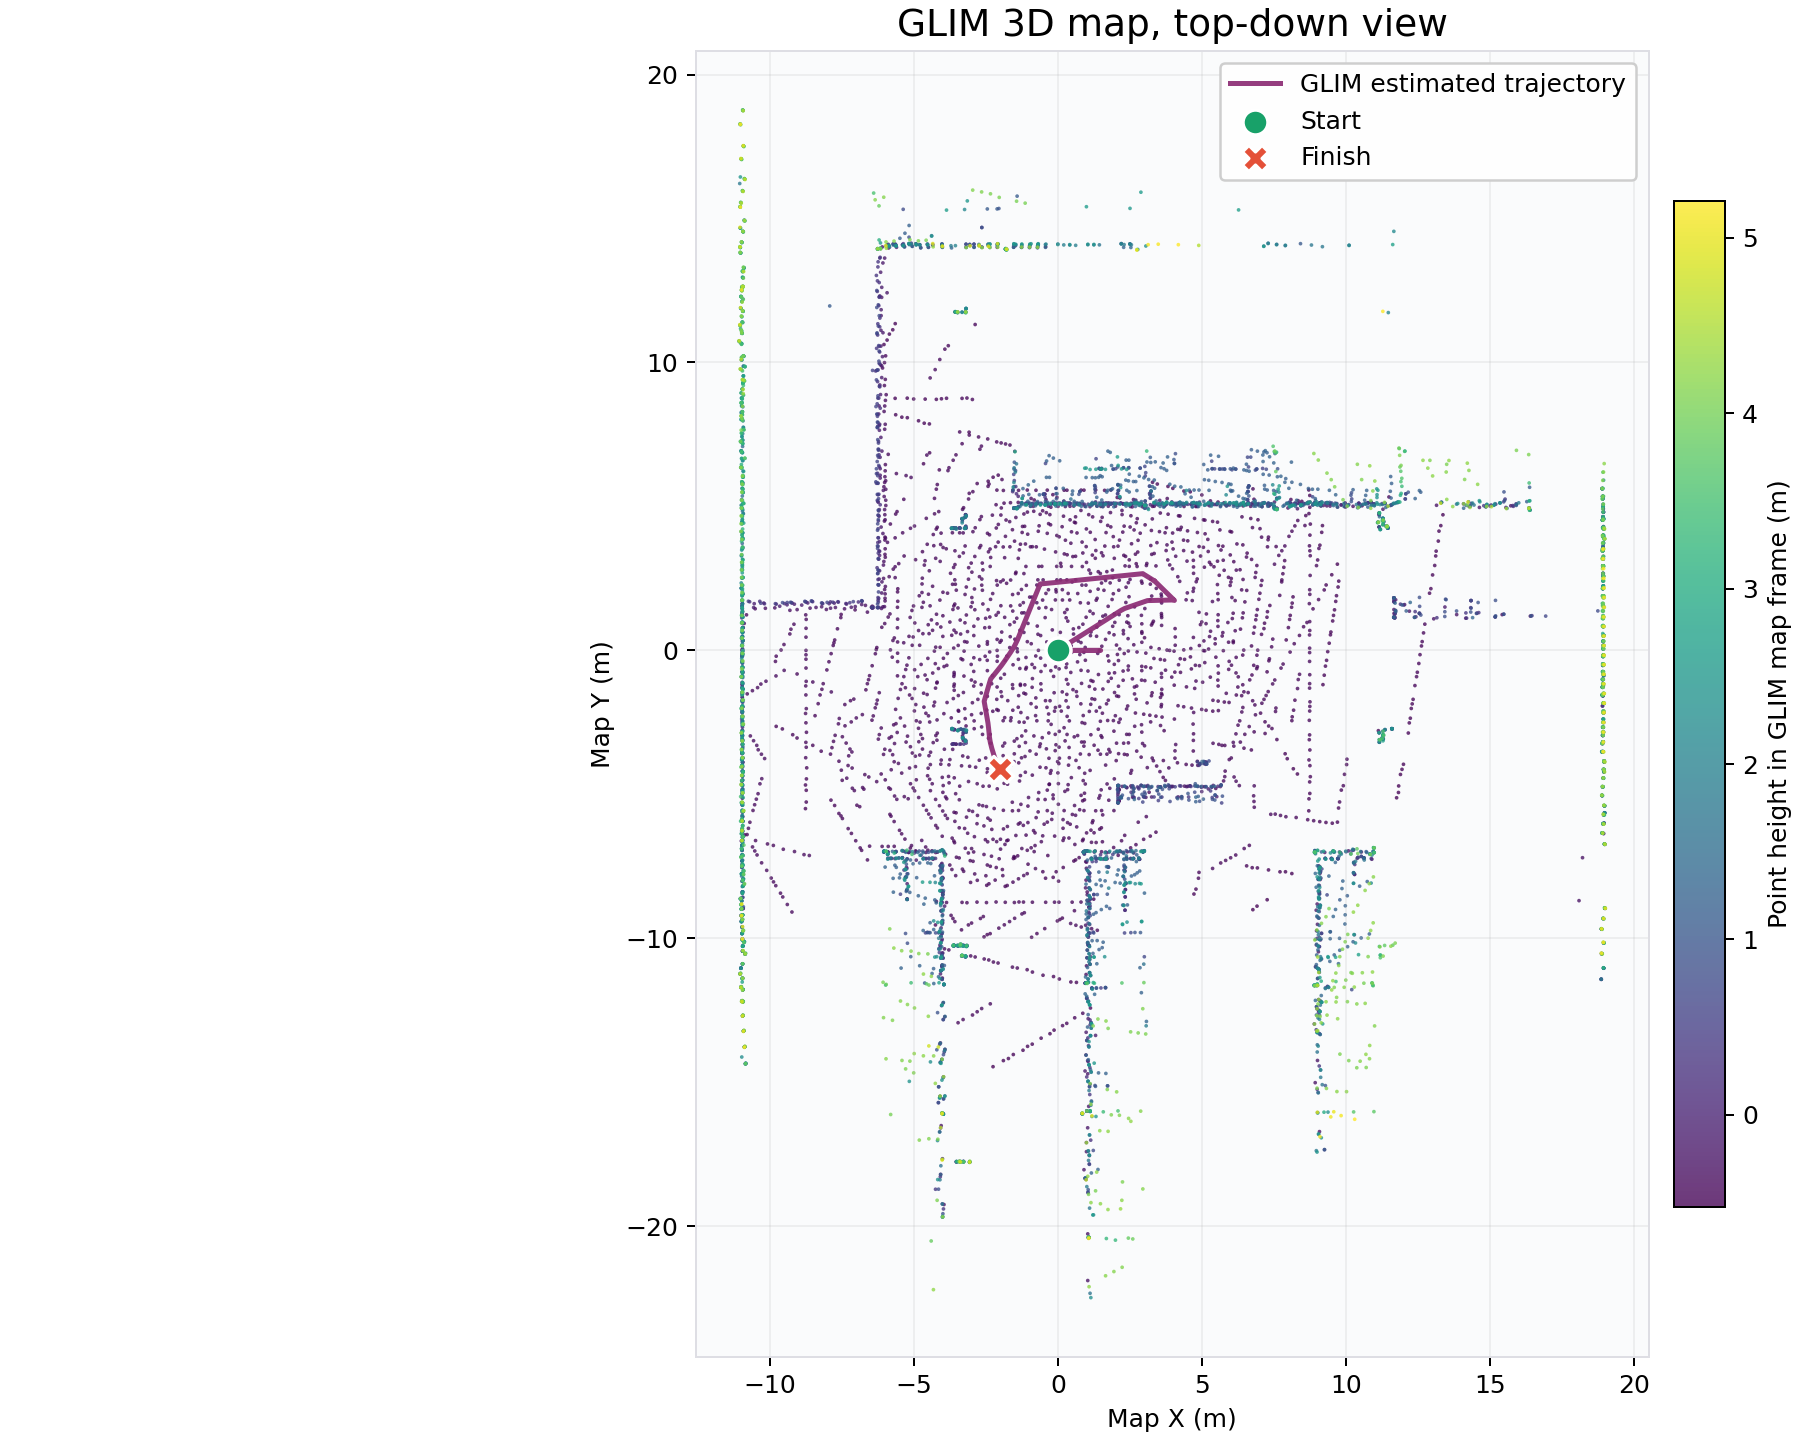 GLIM 3D map, top-down view
GLIM estimated trajectory
Start
Finish
20
10
0
−10
−20
Map Y (m)
−10
−5
0
5
10
15
20
Map X (m)
5
4
3
2
1
0
Point height in GLIM map frame (m)